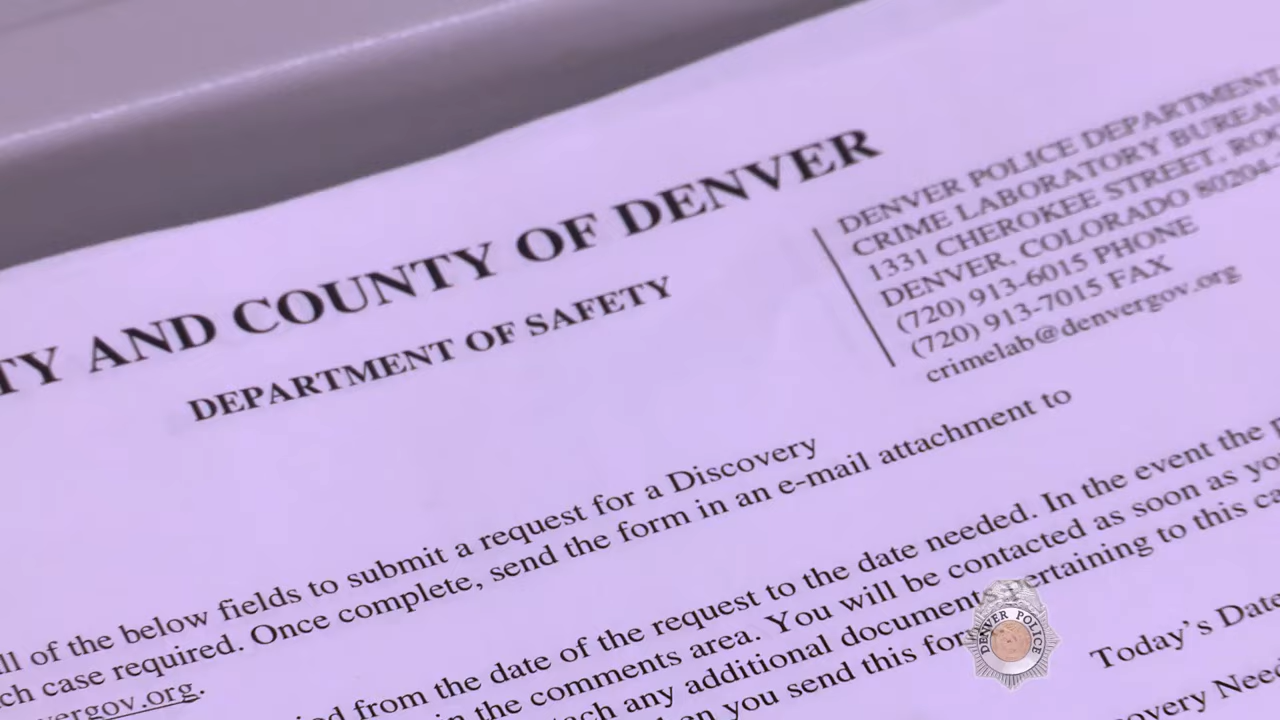 TY AND COUNTY OF DENVER
DEPARTMENT OF SAFETY
DENVER POLICE DEPARTMENT
CRIME LABORATORY BUREAU
1331 CHEROKEE STREET, ROO
DENVER, COLORADO 80204-
(720) 913-6015 PHONE
(720) 913-7015 FAX
crimelab@denvergov.org
ll of the below fields to submit a request for a Discovery
ch case required. Once complete, send the form in an e-mail attachment to
vergov.org.
from the date of the request to the date needed. In the event the
in the comments area. You will be contacted as soon as yo
any additional documents ertaining to this ca
you send this for
Today's Date
overy Need
DENVER POLICE